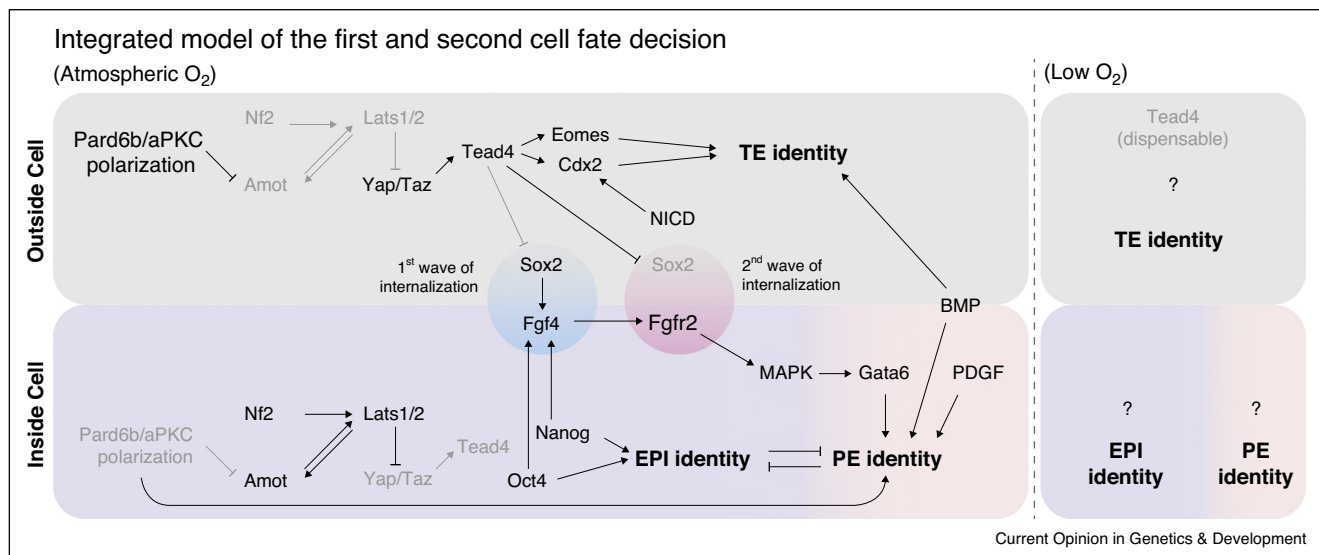 Integrated model of the first and second cell fate decision
(Atmospheric O2)
(Low O2)
Outside Cell
Pard6b/aPKC
polarization
Nf2
Lats1/2
Amot
Yap/Taz
Tead4
Eomes
Cdx2
TE identity
NICD
1st wave of
internalization
Sox2
Fgf4
Sox2
Fgfr2
2nd wave of
internalization
BMP
Tead4
(dispensable)
?
TE identity
Inside Cell
MAPK
Gata6
PDGF
Nf2
Lats1/2
Pard6b/aPKC
polarization
Amot
Yap/Taz
Tead4
Nanog
Oct4
EPI identity
PE identity
?
EPI
identity
?
PE
identity
Current Opinion in Genetics & Development